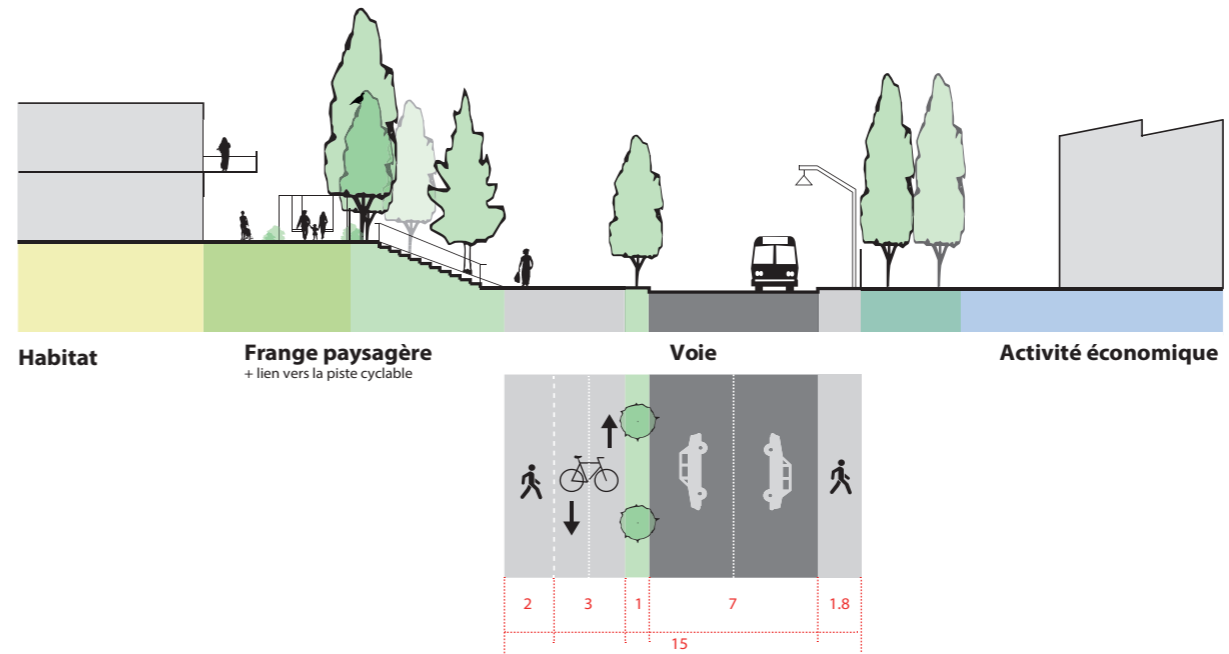 Habitat
Frange paysagère
+ lien vers la piste cyclable
Voie
Activité économique
2
3
1
7
1.8
15